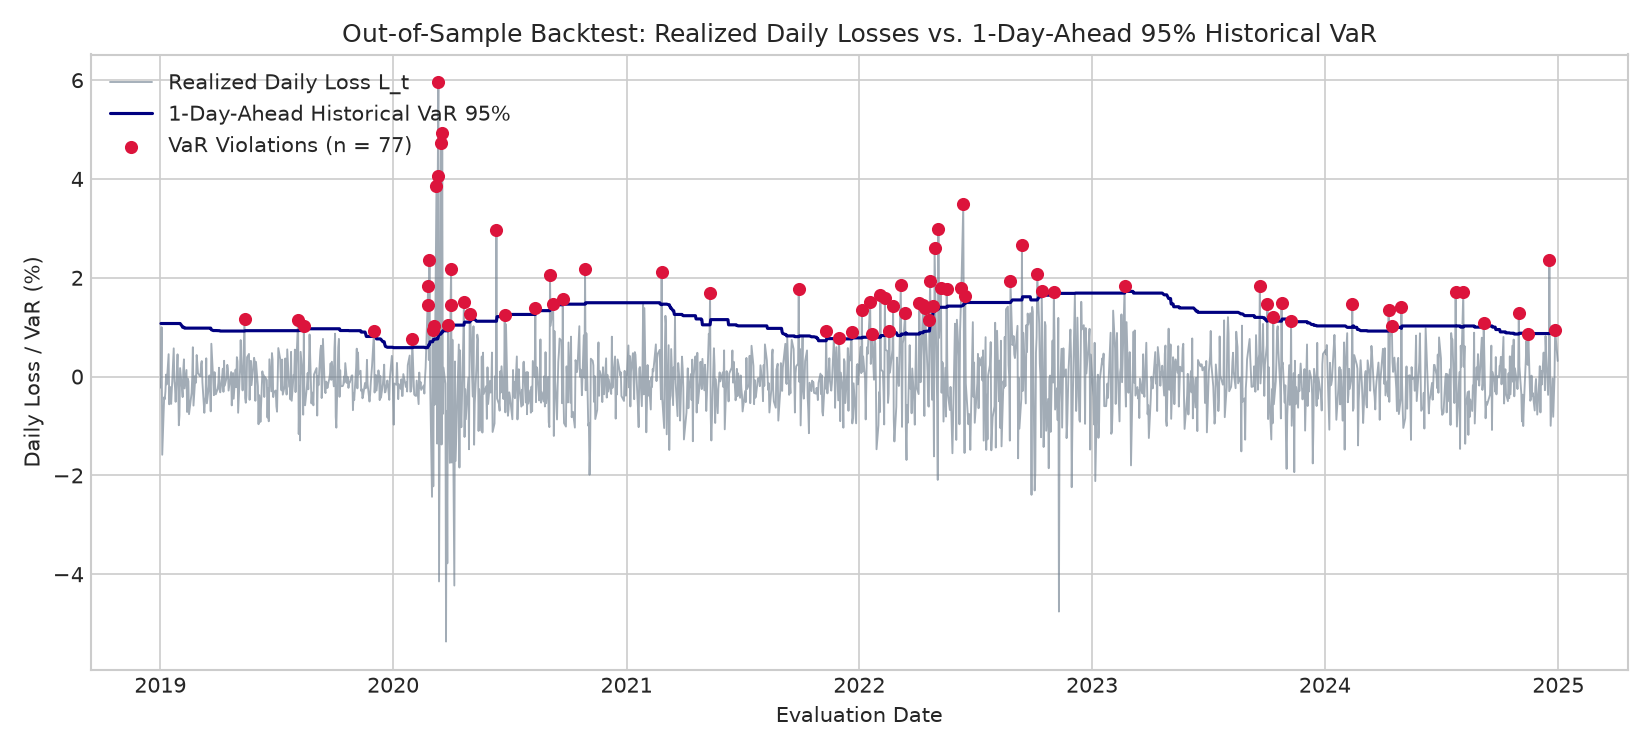 Out-of-Sample Backtest: Realized Daily Losses vs. 1-Day-Ahead 95% Historical VaR
Realized Daily Loss L_t
1-Day-Ahead Historical VaR 95%
VaR Violations (n = 77)
Daily Loss / VaR (%)
6
4
2
0
−2
−4
2019 2020 2021 2022 2023 2024 2025
Evaluation Date